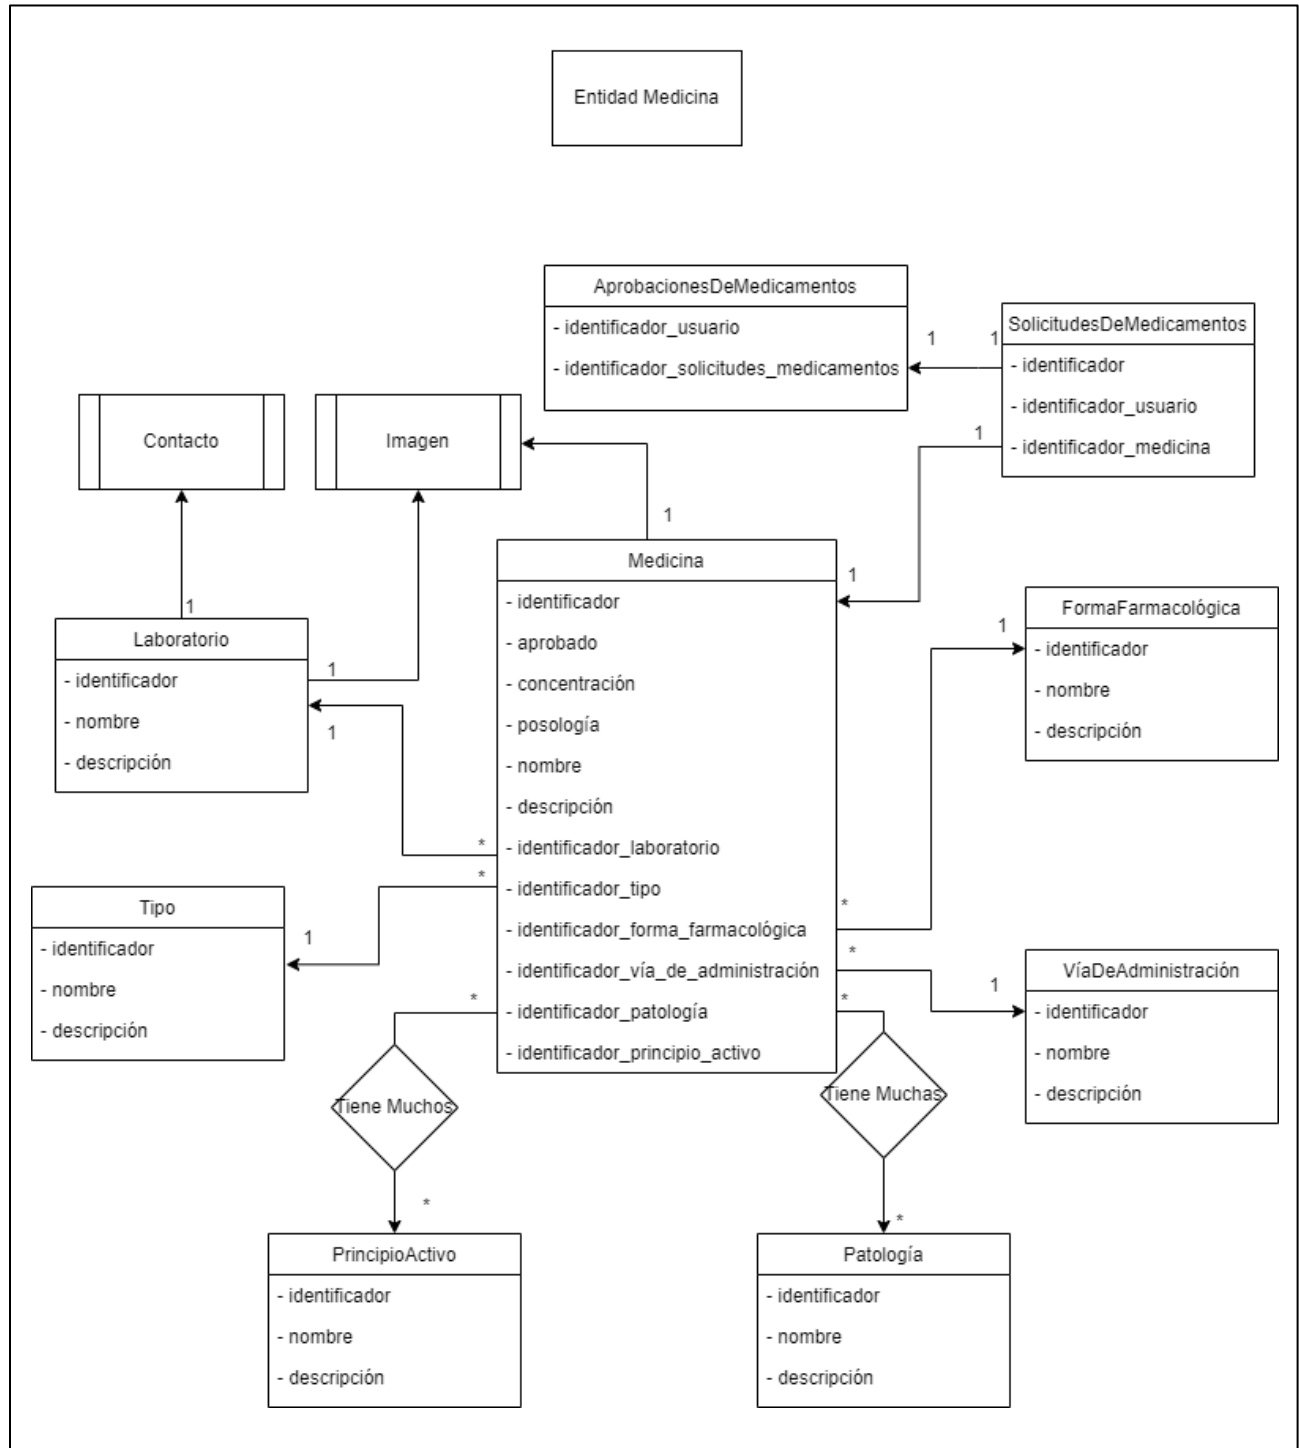 Entidad Medicina
AprobacionesDeMedicamentos
- identificador_usuario
- identificador_solicitudes_medicamentos
SolicitudesDeMedicamentos
- identificador
- identificador_usuario
- identificador_medicina
1
1
1
Contacto
Imagen
1
1
Medicina
- identificador
- aprobado
- concentración
- posología
- nombre
- descripción
- identificador_laboratorio
- identificador_tipo
- identificador_forma_farmacológica
- identificador_vía_de_administración
- identificador_patología
- identificador_principio_activo
1
Laboratorio
- identificador
- nombre
- descripción
1
1
*
*
1
Tipo
- identificador
- nombre
- descripción
1
FormaFarmacológica
- identificador
- nombre
- descripción
*
*
1
VíaDeAdministración
- identificador
- nombre
- descripción
*
*
Tiene Muchos
Tiene Muchas
*
*
PrincipioActivo
- identificador
- nombre
- descripción
Patología
- identificador
- nombre
- descripción